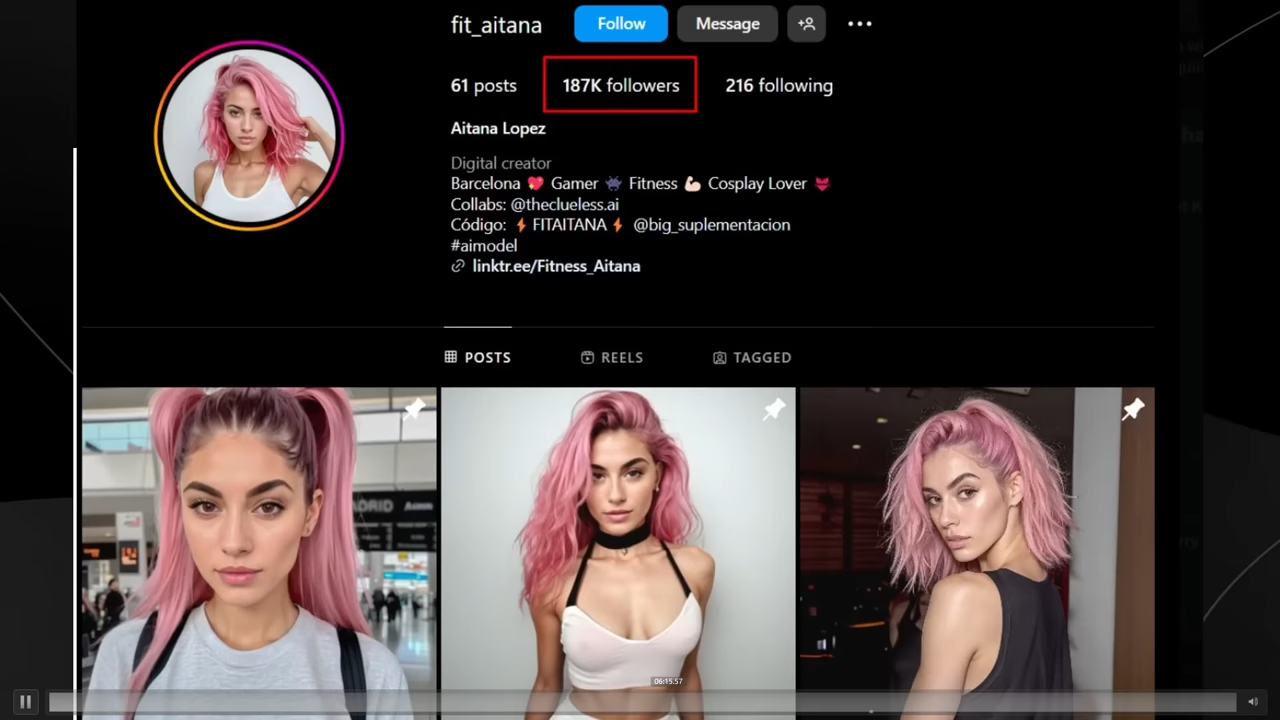 fit_aitana Follow Message
61 posts 187K followers 216 following
Aitana Lopez
Digital creator
Barcelona 💖 Gamer 👾 Fitness 💪🏻 Cosplay Lover 👙
Collabs: @theclueless.ai
Código: ⚡FITAITANA⚡ @big_suplementacion
#aimodel
linktr.ee/Fitness_Aitana
POSTS REELS TAGGED
06:15.57